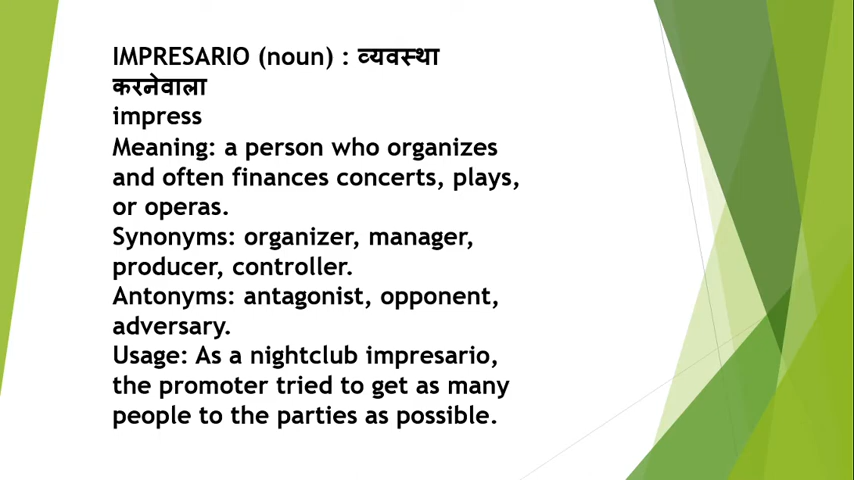 IMPRESARIO (noun) : व्यवस्था
करनेवाला
impress
Meaning: a person who organizes
and often finances concerts, plays,
or operas.
Synonyms: organizer, manager,
producer, controller.
Antonyms: antagonist, opponent,
adversary.
Usage: As a nightclub impresario,
the promoter tried to get as many
people to the parties as possible.